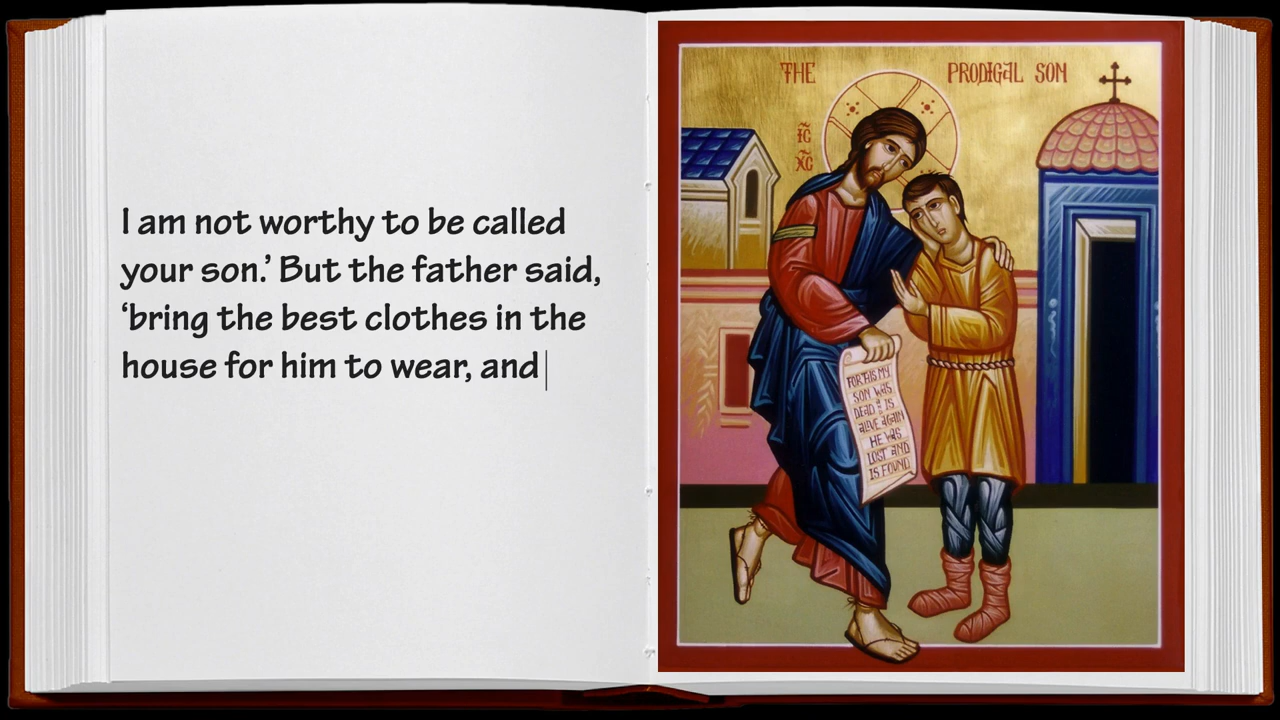 I am not worthy to be called
your son.’ But the father said,
‘bring the best clothes in the
house for him to wear, and
THE PRODIGAL SON
IC
XC
FOR THIS MY
SON WAS
DEAD & IS
ALIVE AGAIN
HE WAS
LOST AND
IS FOUND